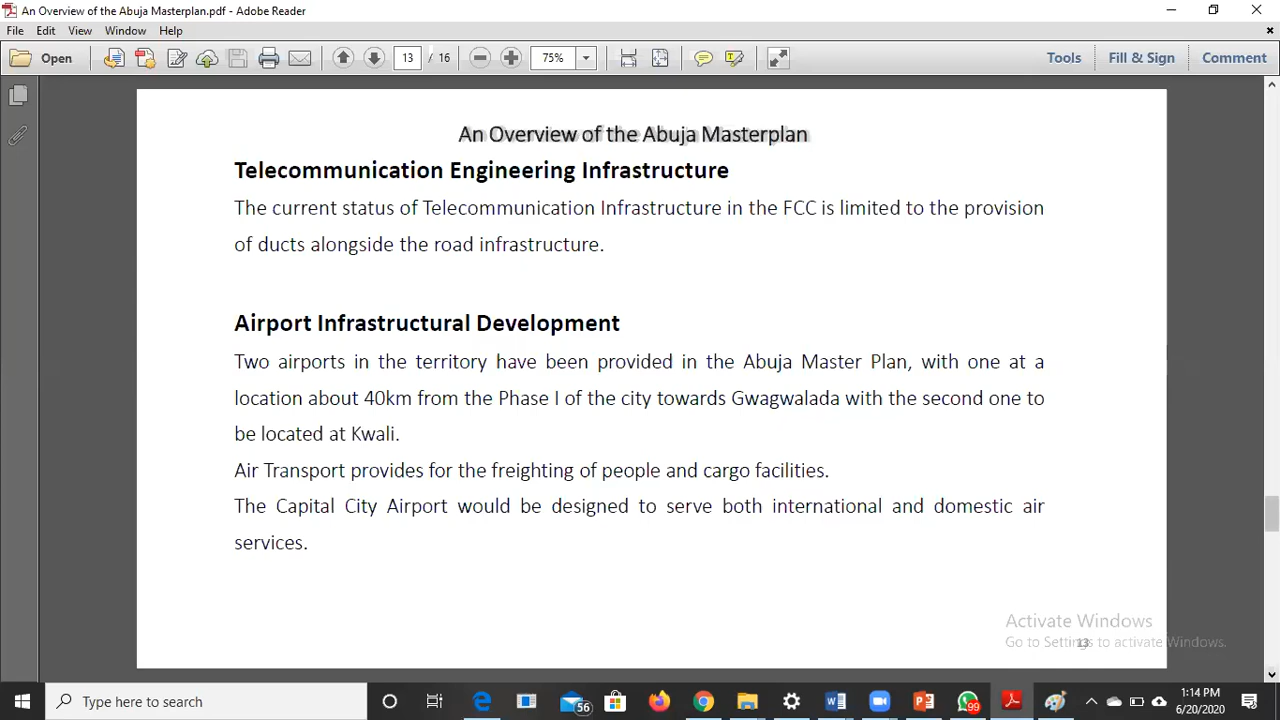 An Overview of the Abuja Masterplan.pdf - Adobe Reader
File Edit View Window Help
Open 13 / 16 75% Tools Fill & Sign Comment
An Overview of the Abuja Masterplan
Telecommunication Engineering Infrastructure
The current status of Telecommunication Infrastructure in the FCC is limited to the provision
of ducts alongside the road infrastructure.
Airport Infrastructural Development
Two airports in the territory have been provided in the Abuja Master Plan, with one at a
location about 40km from the Phase I of the city towards Gwagwalada with the second one to
be located at Kwali.
Air Transport provides for the freighting of people and cargo facilities.
The Capital City Airport would be designed to serve both international and domestic air
services.
Activate Windows
Go to Settings to activate Windows.
13
Type here to search
56
99
1:14 PM
6/20/2020